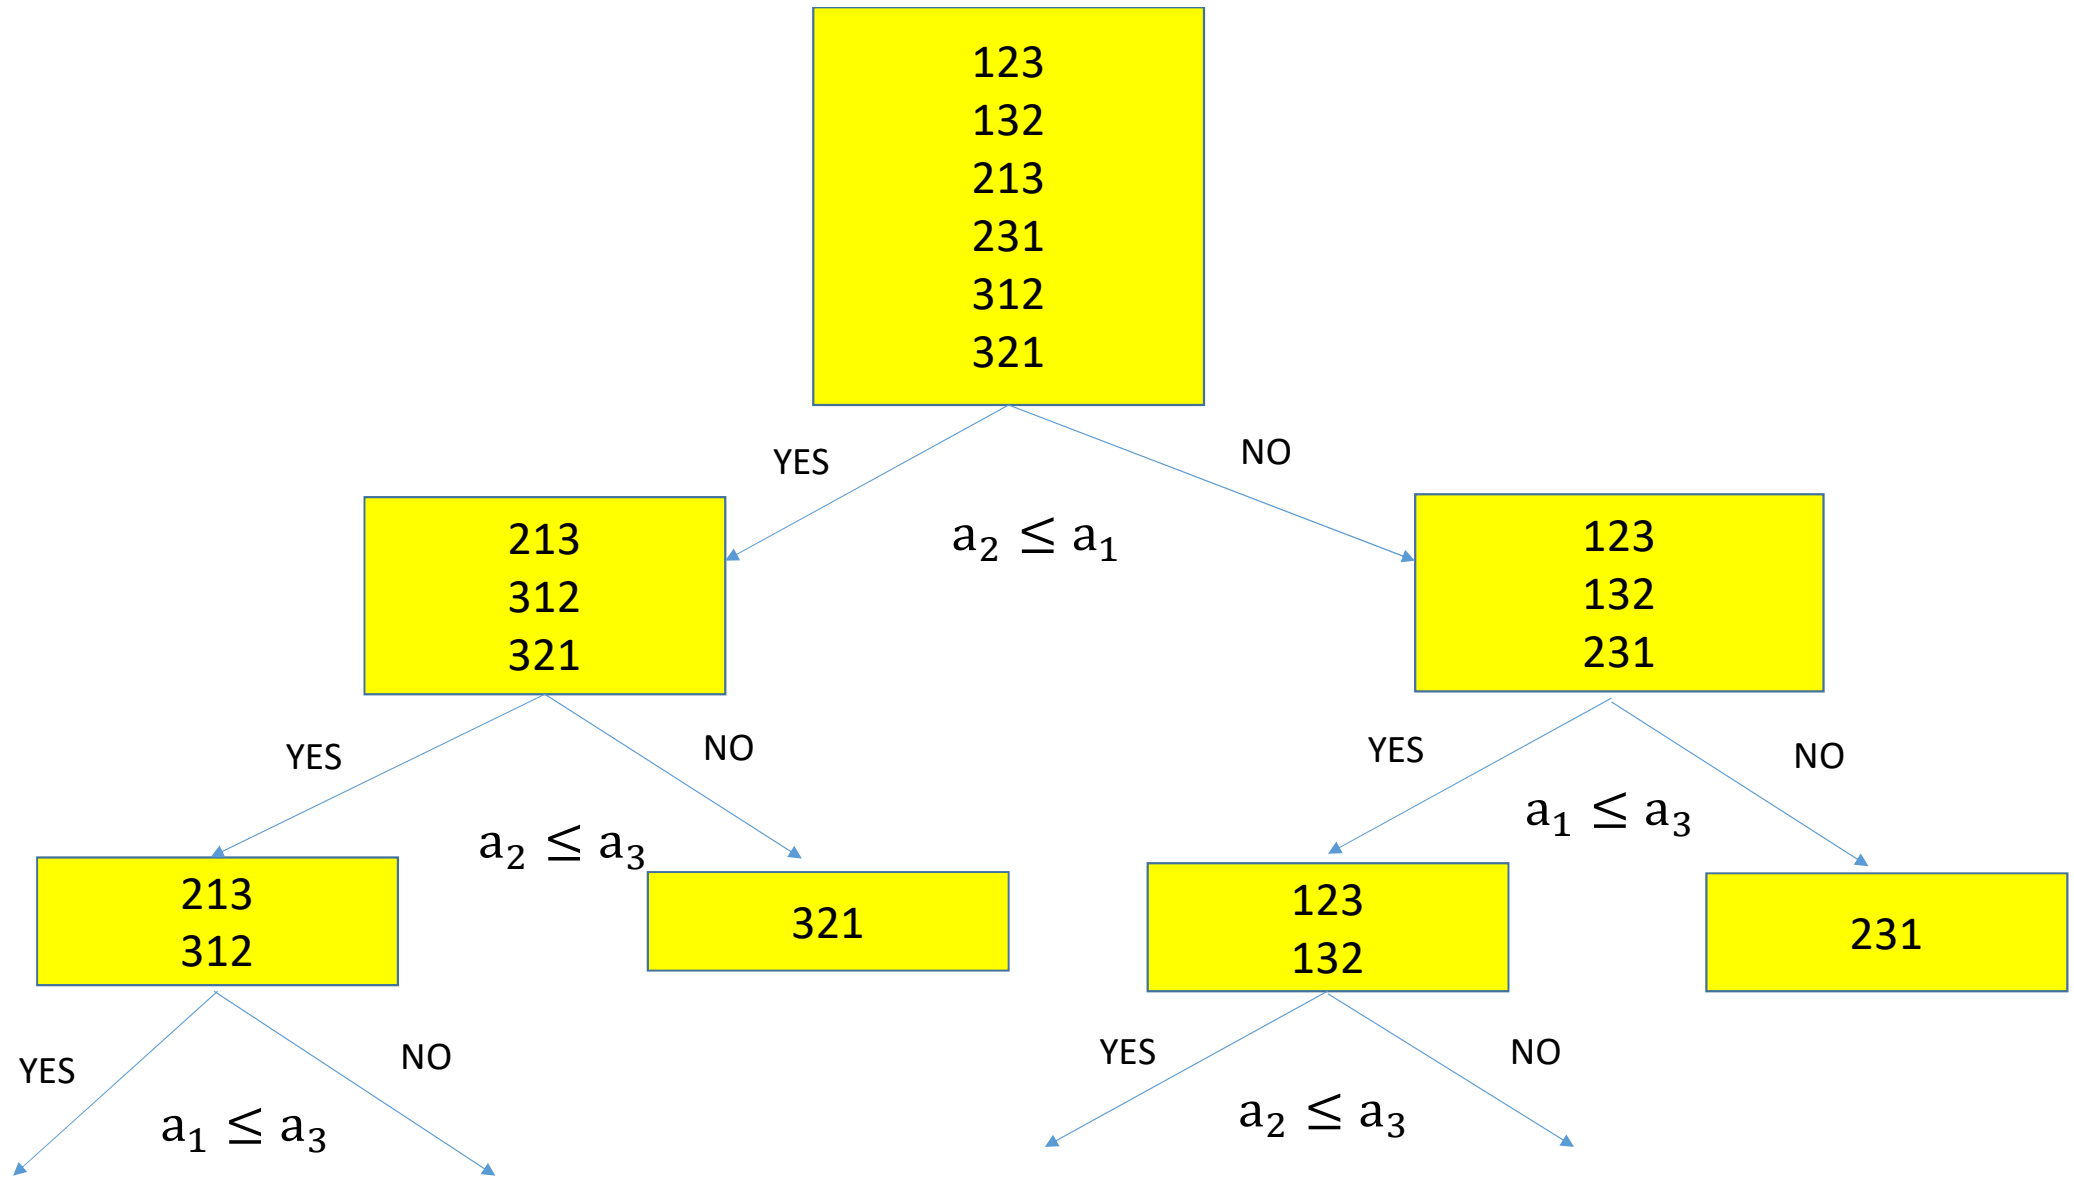 123
132
213
231
312
321
YES
NO
a₂ ≤ a₁
213
312
321
123
132
231
YES
NO
a₂ ≤ a₃
YES
NO
a₁ ≤ a₃
213
312
321
123
132
231
YES
NO
a₁ ≤ a₃
YES
NO
a₂ ≤ a₃